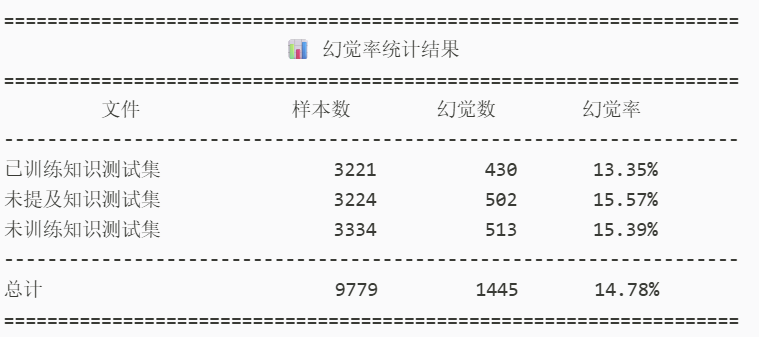 ====================================================================
📊 幻觉率统计结果
====================================================================
文件 样本数 幻觉数 幻觉率
--------------------------------------------------------------------
已训练知识测试集 3221 430 13.35%
未提及知识测试集 3224 502 15.57%
未训练知识测试集 3334 513 15.39%
--------------------------------------------------------------------
总计 9779 1445 14.78%
====================================================================